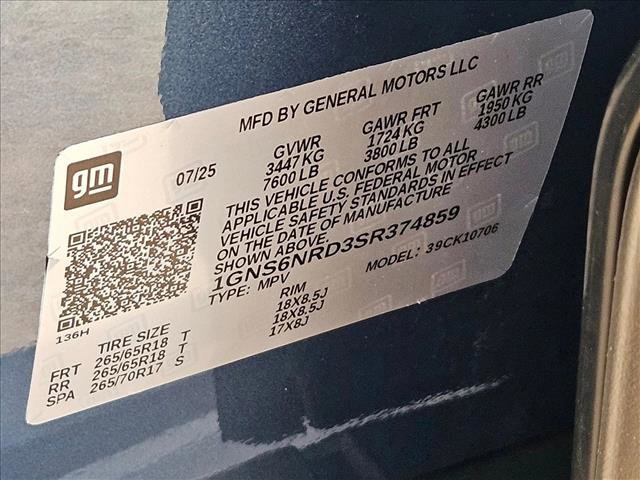 gm
MFD BY GENERAL MOTORS LLC
07/25
GVWR GAWR FRT GAWR RR
3447 KG 1724 KG 1950 KG
7600 LB 3800 LB 4300 LB
THIS VEHICLE CONFORMS TO ALL
APPLICABLE U.S. FEDERAL MOTOR
VEHICLE SAFETY STANDARDS IN EFFECT
ON THE DATE OF MANUFACTURE
SHOWN ABOVE.
1GNS6NRD3SR374859
TYPE: MPV MODEL: 39CK10706
136H
TIRE SIZE RIM
FRT 265/65R18 T 18X8.5J
RR 265/65R18 T 18X8.5J
SPA 265/70R17 S 17X8J